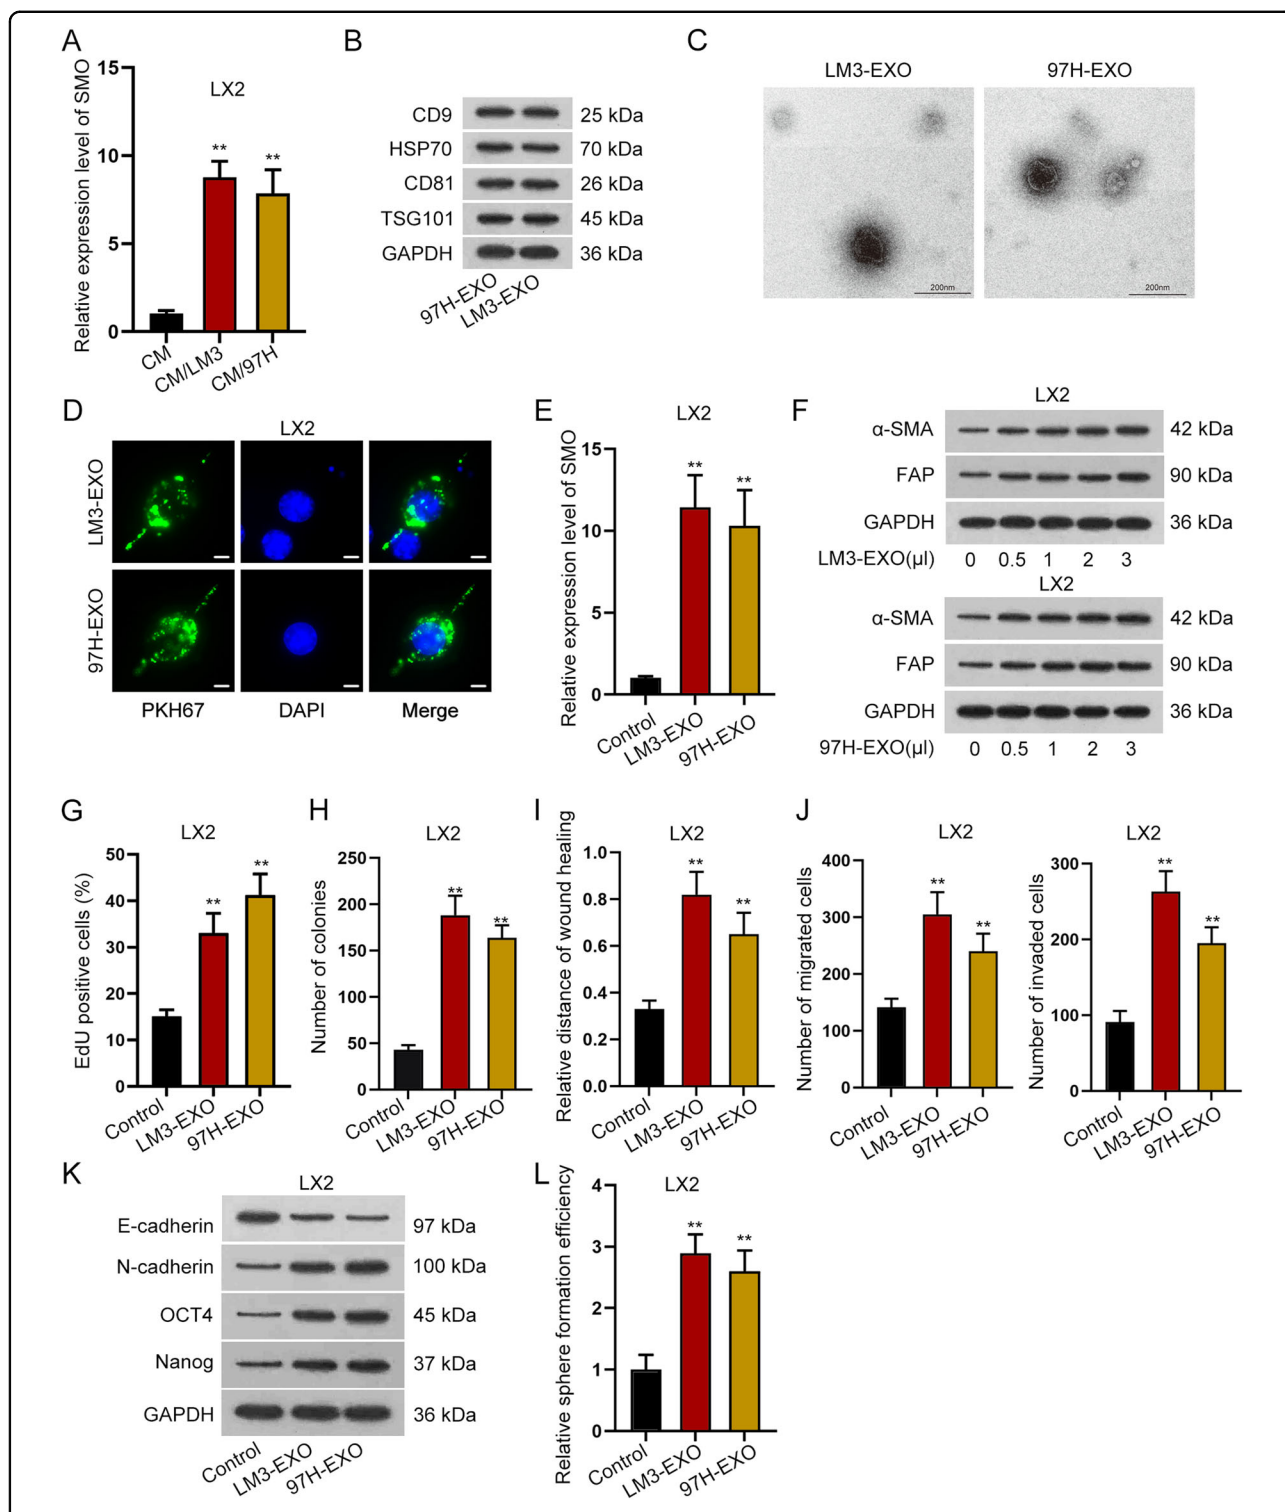 A
LX2
Relative expression level of SMO
15
10
5
0
**
**
CM
CM/LM3
CM/97H
B
CD9 25 kDa
HSP70 70 kDa
CD81 26 kDa
TSG101 45 kDa
GAPDH 36 kDa
97H-EXO
LM3-EXO
C
LM3-EXO 97H-EXO
200nm 200nm
D
LX2
LM3-EXO
97H-EXO
PKH67 DAPI Merge
E
LX2
Relative expression level of SMO
15
10
5
0
**
**
Control
LM3-EXO
97H-EXO
F
LX2
α-SMA 42 kDa
FAP 90 kDa
GAPDH 36 kDa
LM3-EXO(μl) 0 0.5 1 2 3
LX2
α-SMA 42 kDa
FAP 90 kDa
GAPDH 36 kDa
97H-EXO(μl) 0 0.5 1 2 3
G
LX2
EdU positive cells (%)
50
40
30
20
10
0
**
**
Control
LM3-EXO
97H-EXO
H
LX2
Number of colonies
250
200
150
100
50
0
**
**
Control
LM3-EXO
97H-EXO
I
LX2
Relative distance of wound healing
1.0
0.8
0.6
0.4
0.2
0.0
**
**
Control
LM3-EXO
97H-EXO
J
LX2
Number of migrated cells
400
300
200
100
0
**
**
Control
LM3-EXO
97H-EXO
LX2
Number of invaded cells
300
200
100
0
**
**
Control
LM3-EXO
97H-EXO
K
LX2
E-cadherin 97 kDa
N-cadherin 100 kDa
OCT4 45 kDa
Nanog 37 kDa
GAPDH 36 kDa
Control
LM3-EXO
97H-EXO
L
LX2
Relative sphere formation efficiency
4
3
2
1
0
**
**
Control
LM3-EXO
97H-EXO